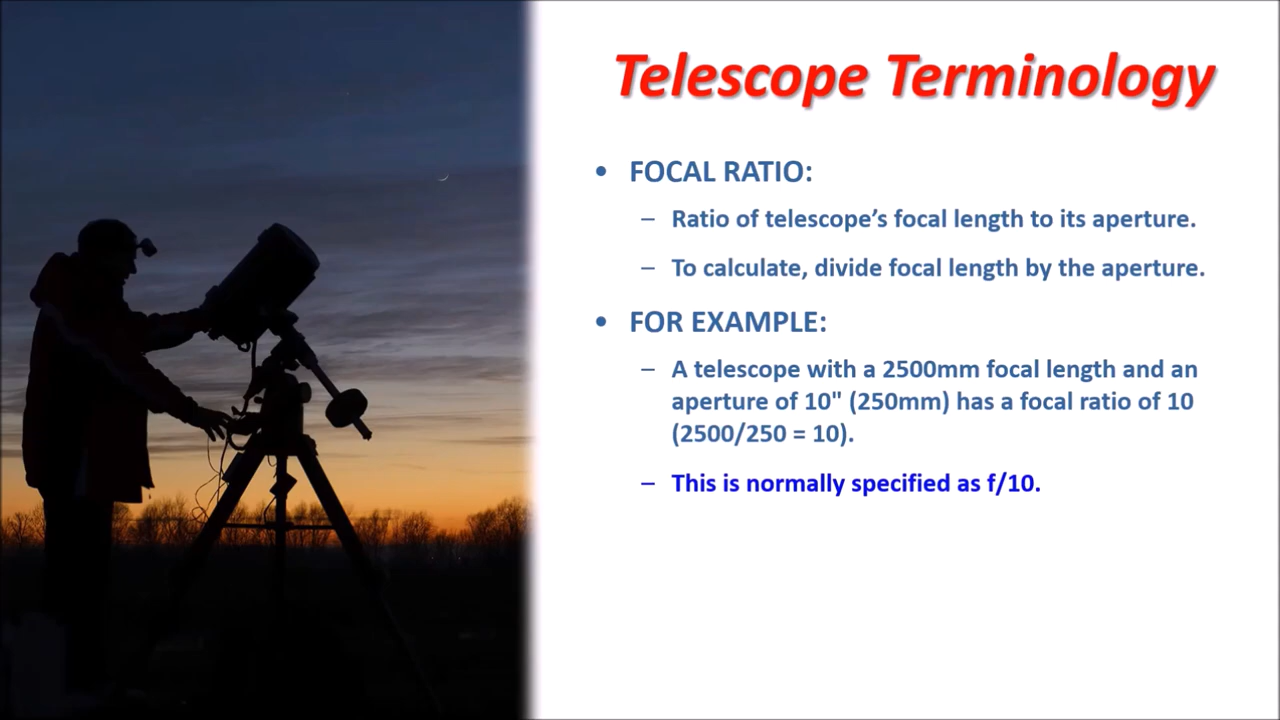 Telescope Terminology
• FOCAL RATIO:
– Ratio of telescope’s focal length to its aperture.
– To calculate, divide focal length by the aperture.
• FOR EXAMPLE:
– A telescope with a 2500mm focal length and an
aperture of 10" (250mm) has a focal ratio of 10
(2500/250 = 10).
– This is normally specified as f/10.